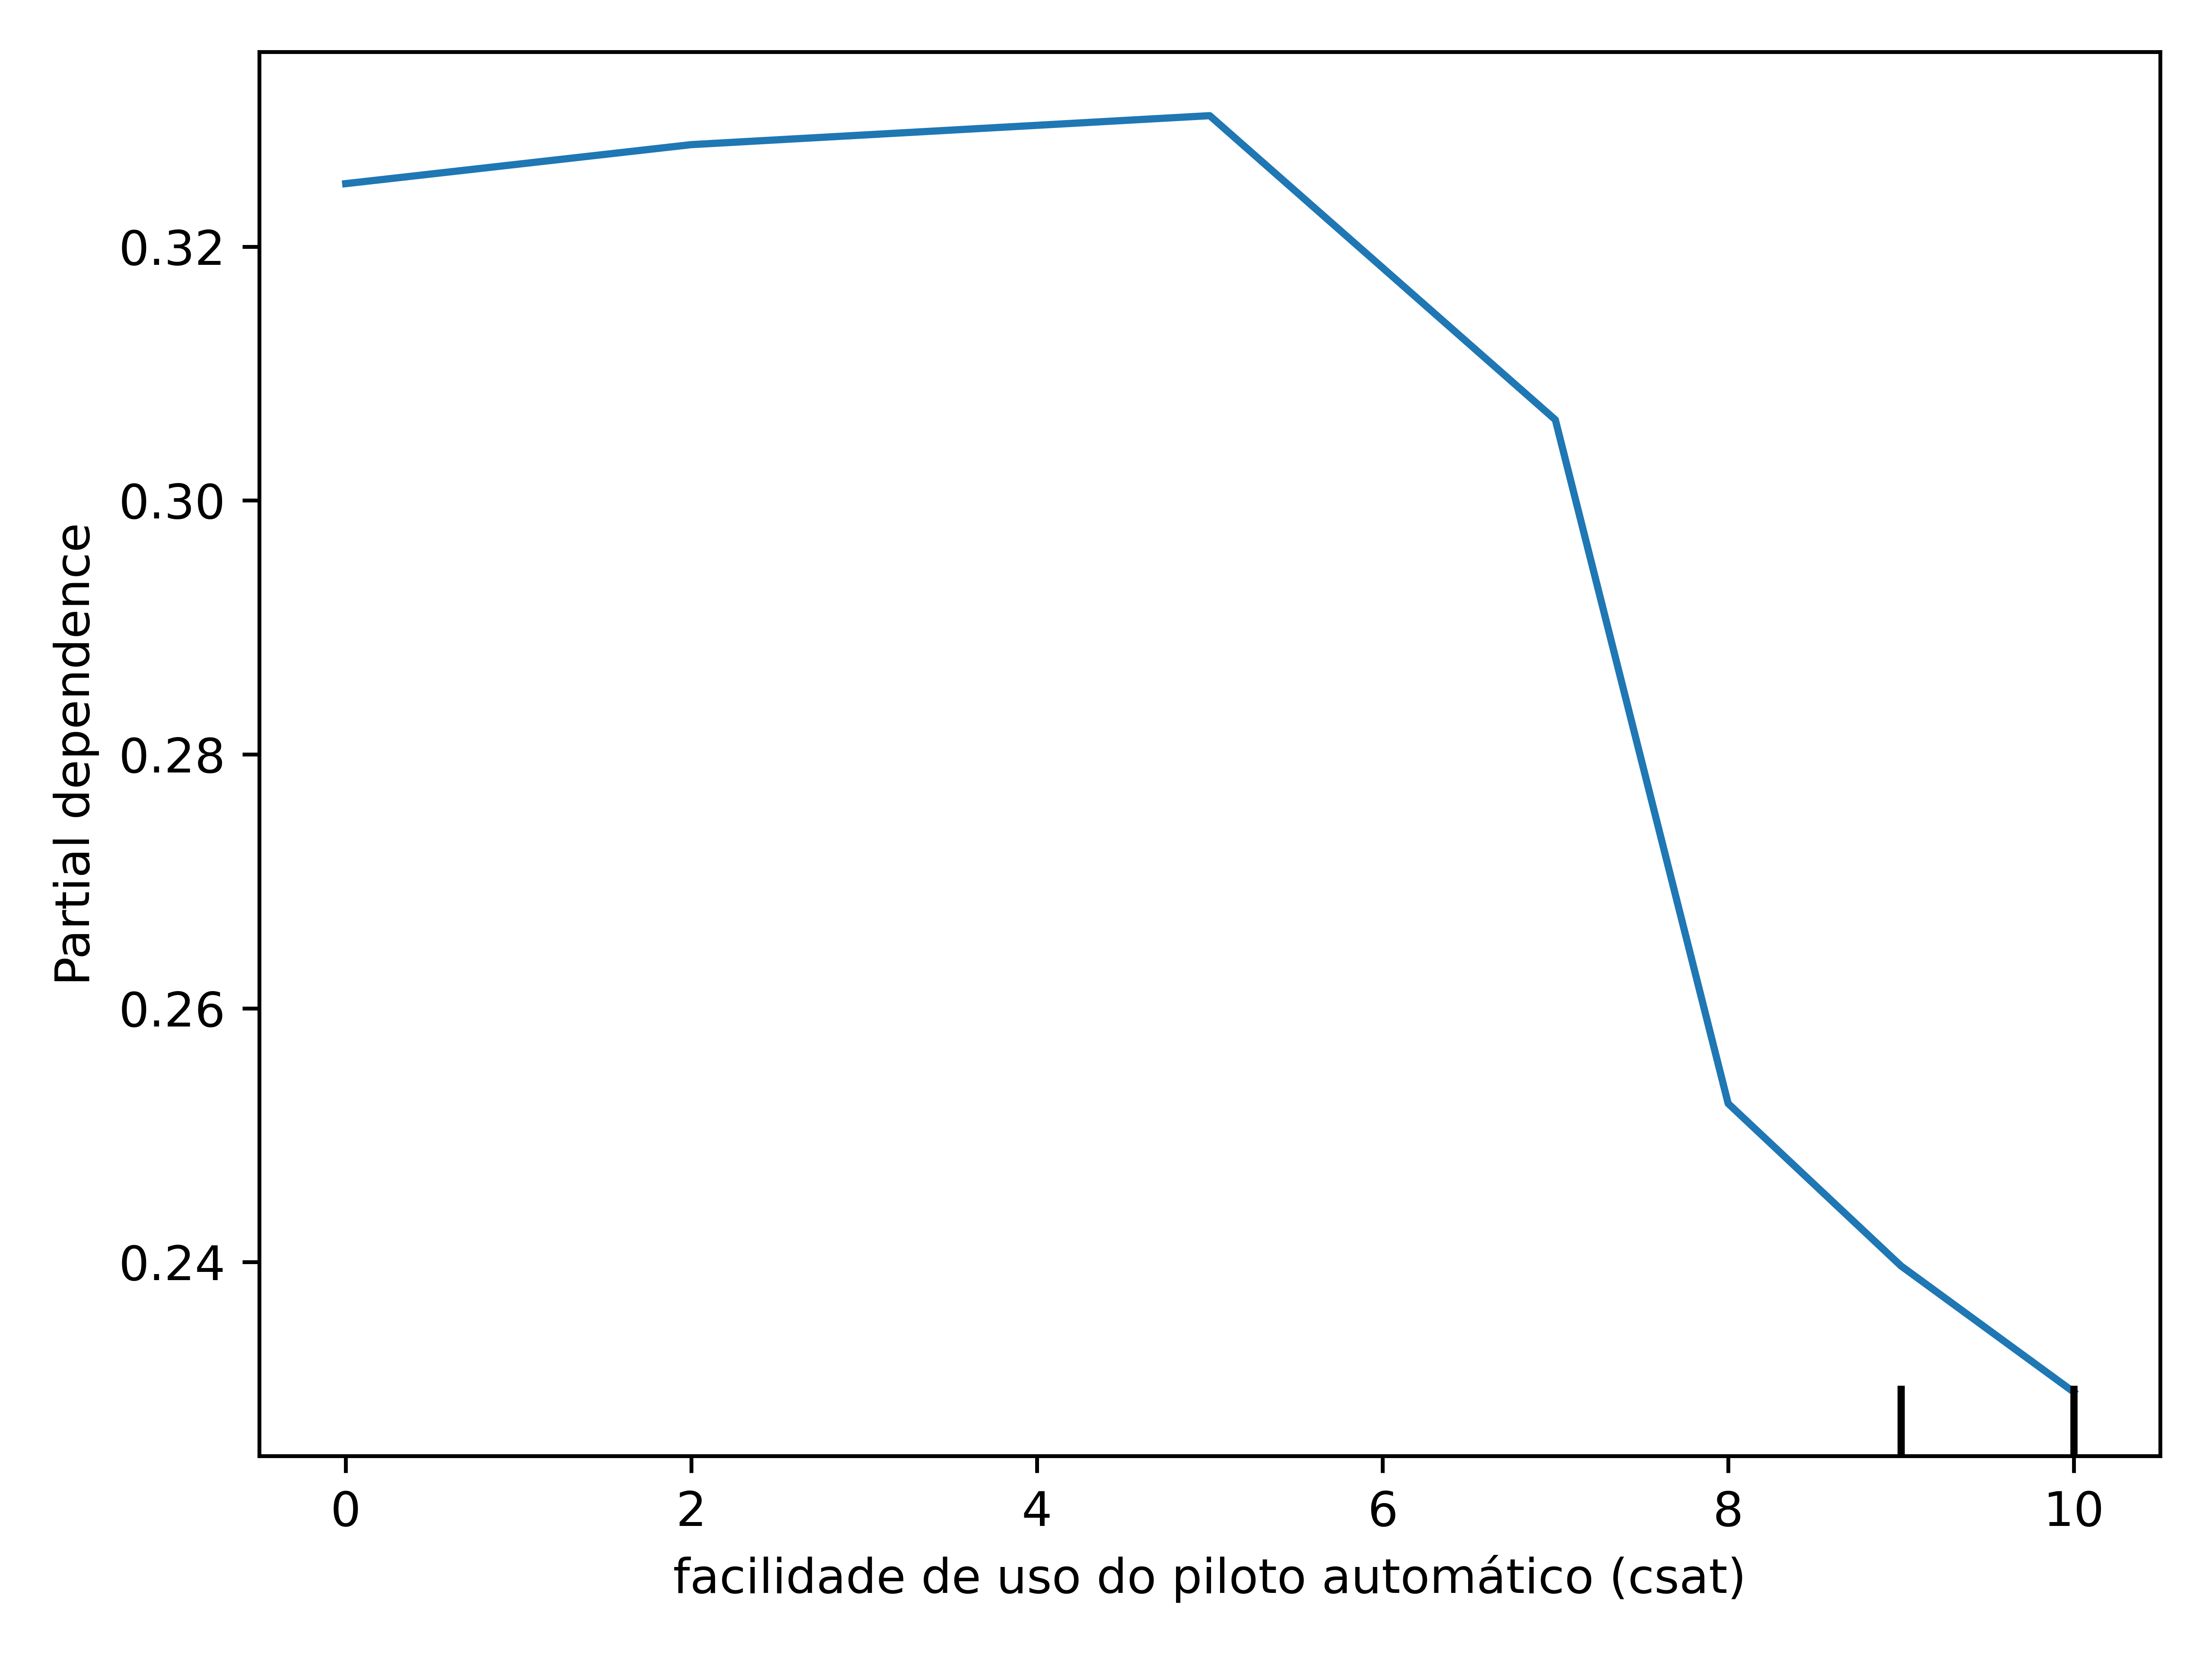 Partial dependence
0.32
0.30
0.28
0.26
0.24
0 2 4 6 8 10
facilidade de uso do piloto automático (csat)